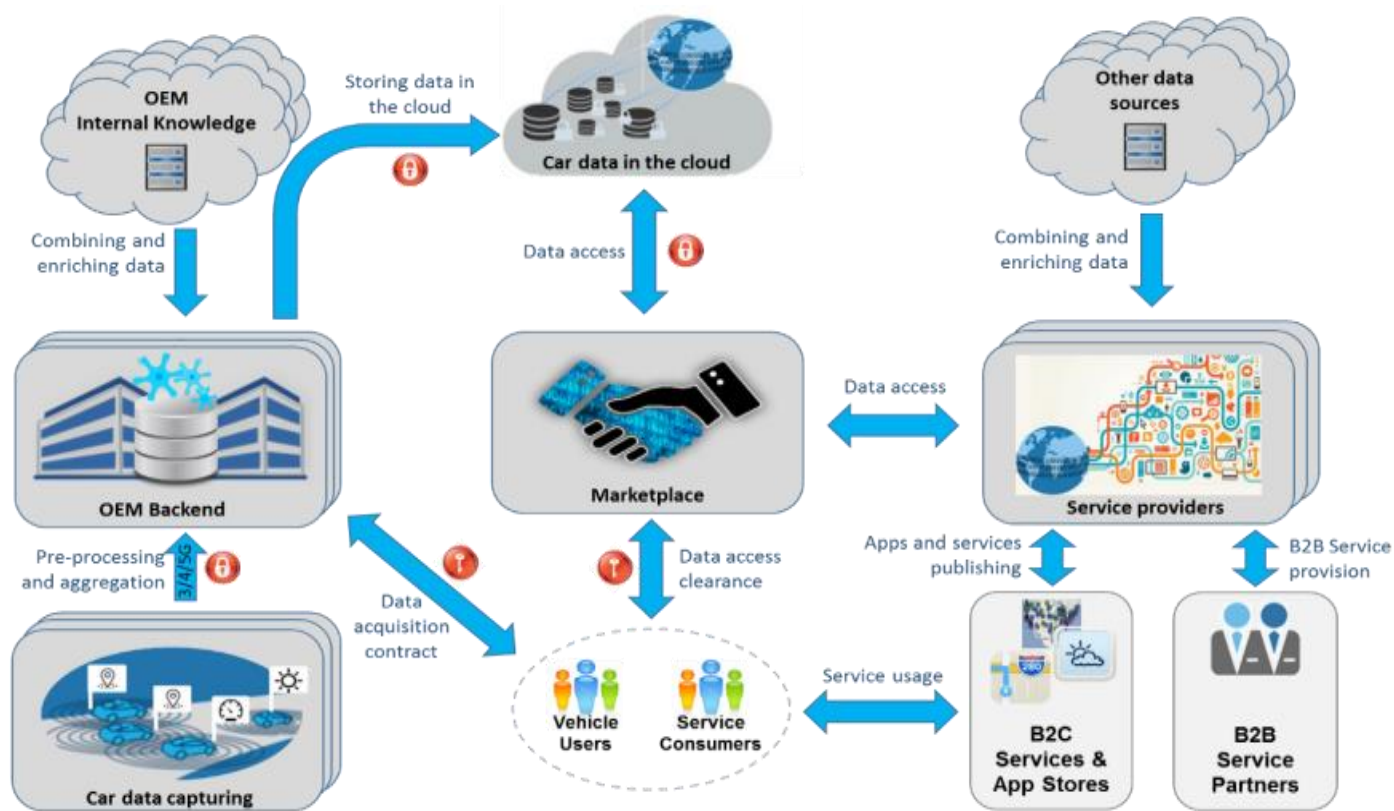 OEM
Internal Knowledge
Storing data in
the cloud
Car data in the cloud
Other data
sources
Combining and
enriching data
Data access
Combining and
enriching data
OEM Backend
Marketplace
Data access
Service providers
Pre-processing
and aggregation
3/4/5G
Data
acquisition
contract
Data access
clearance
Apps and services
publishing
B2B Service
provision
Car data capturing
Vehicle
Users
Service
Consumers
Service usage
280
B2C
Services &
App Stores
B2B
Service
Partners